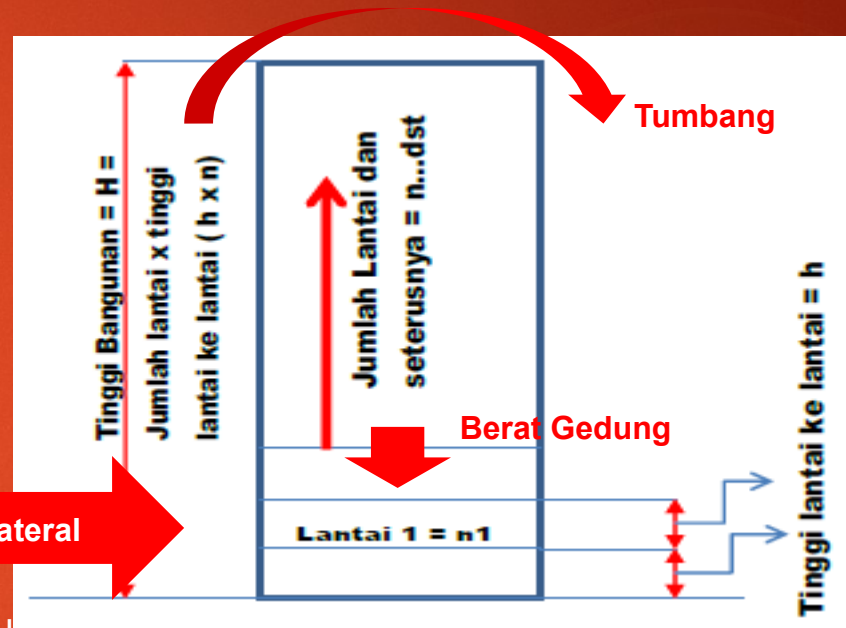 Tumbang
Tinggi Bangunan = H =
Jumlah lantai x tinggi
lantai ke lantai ( h x n)
Jumlah Lantai dan
seterusnya = n...dst
Berat Gedung
ateral
Lantai 1 = n1
Tinggi lantai ke lantai = h